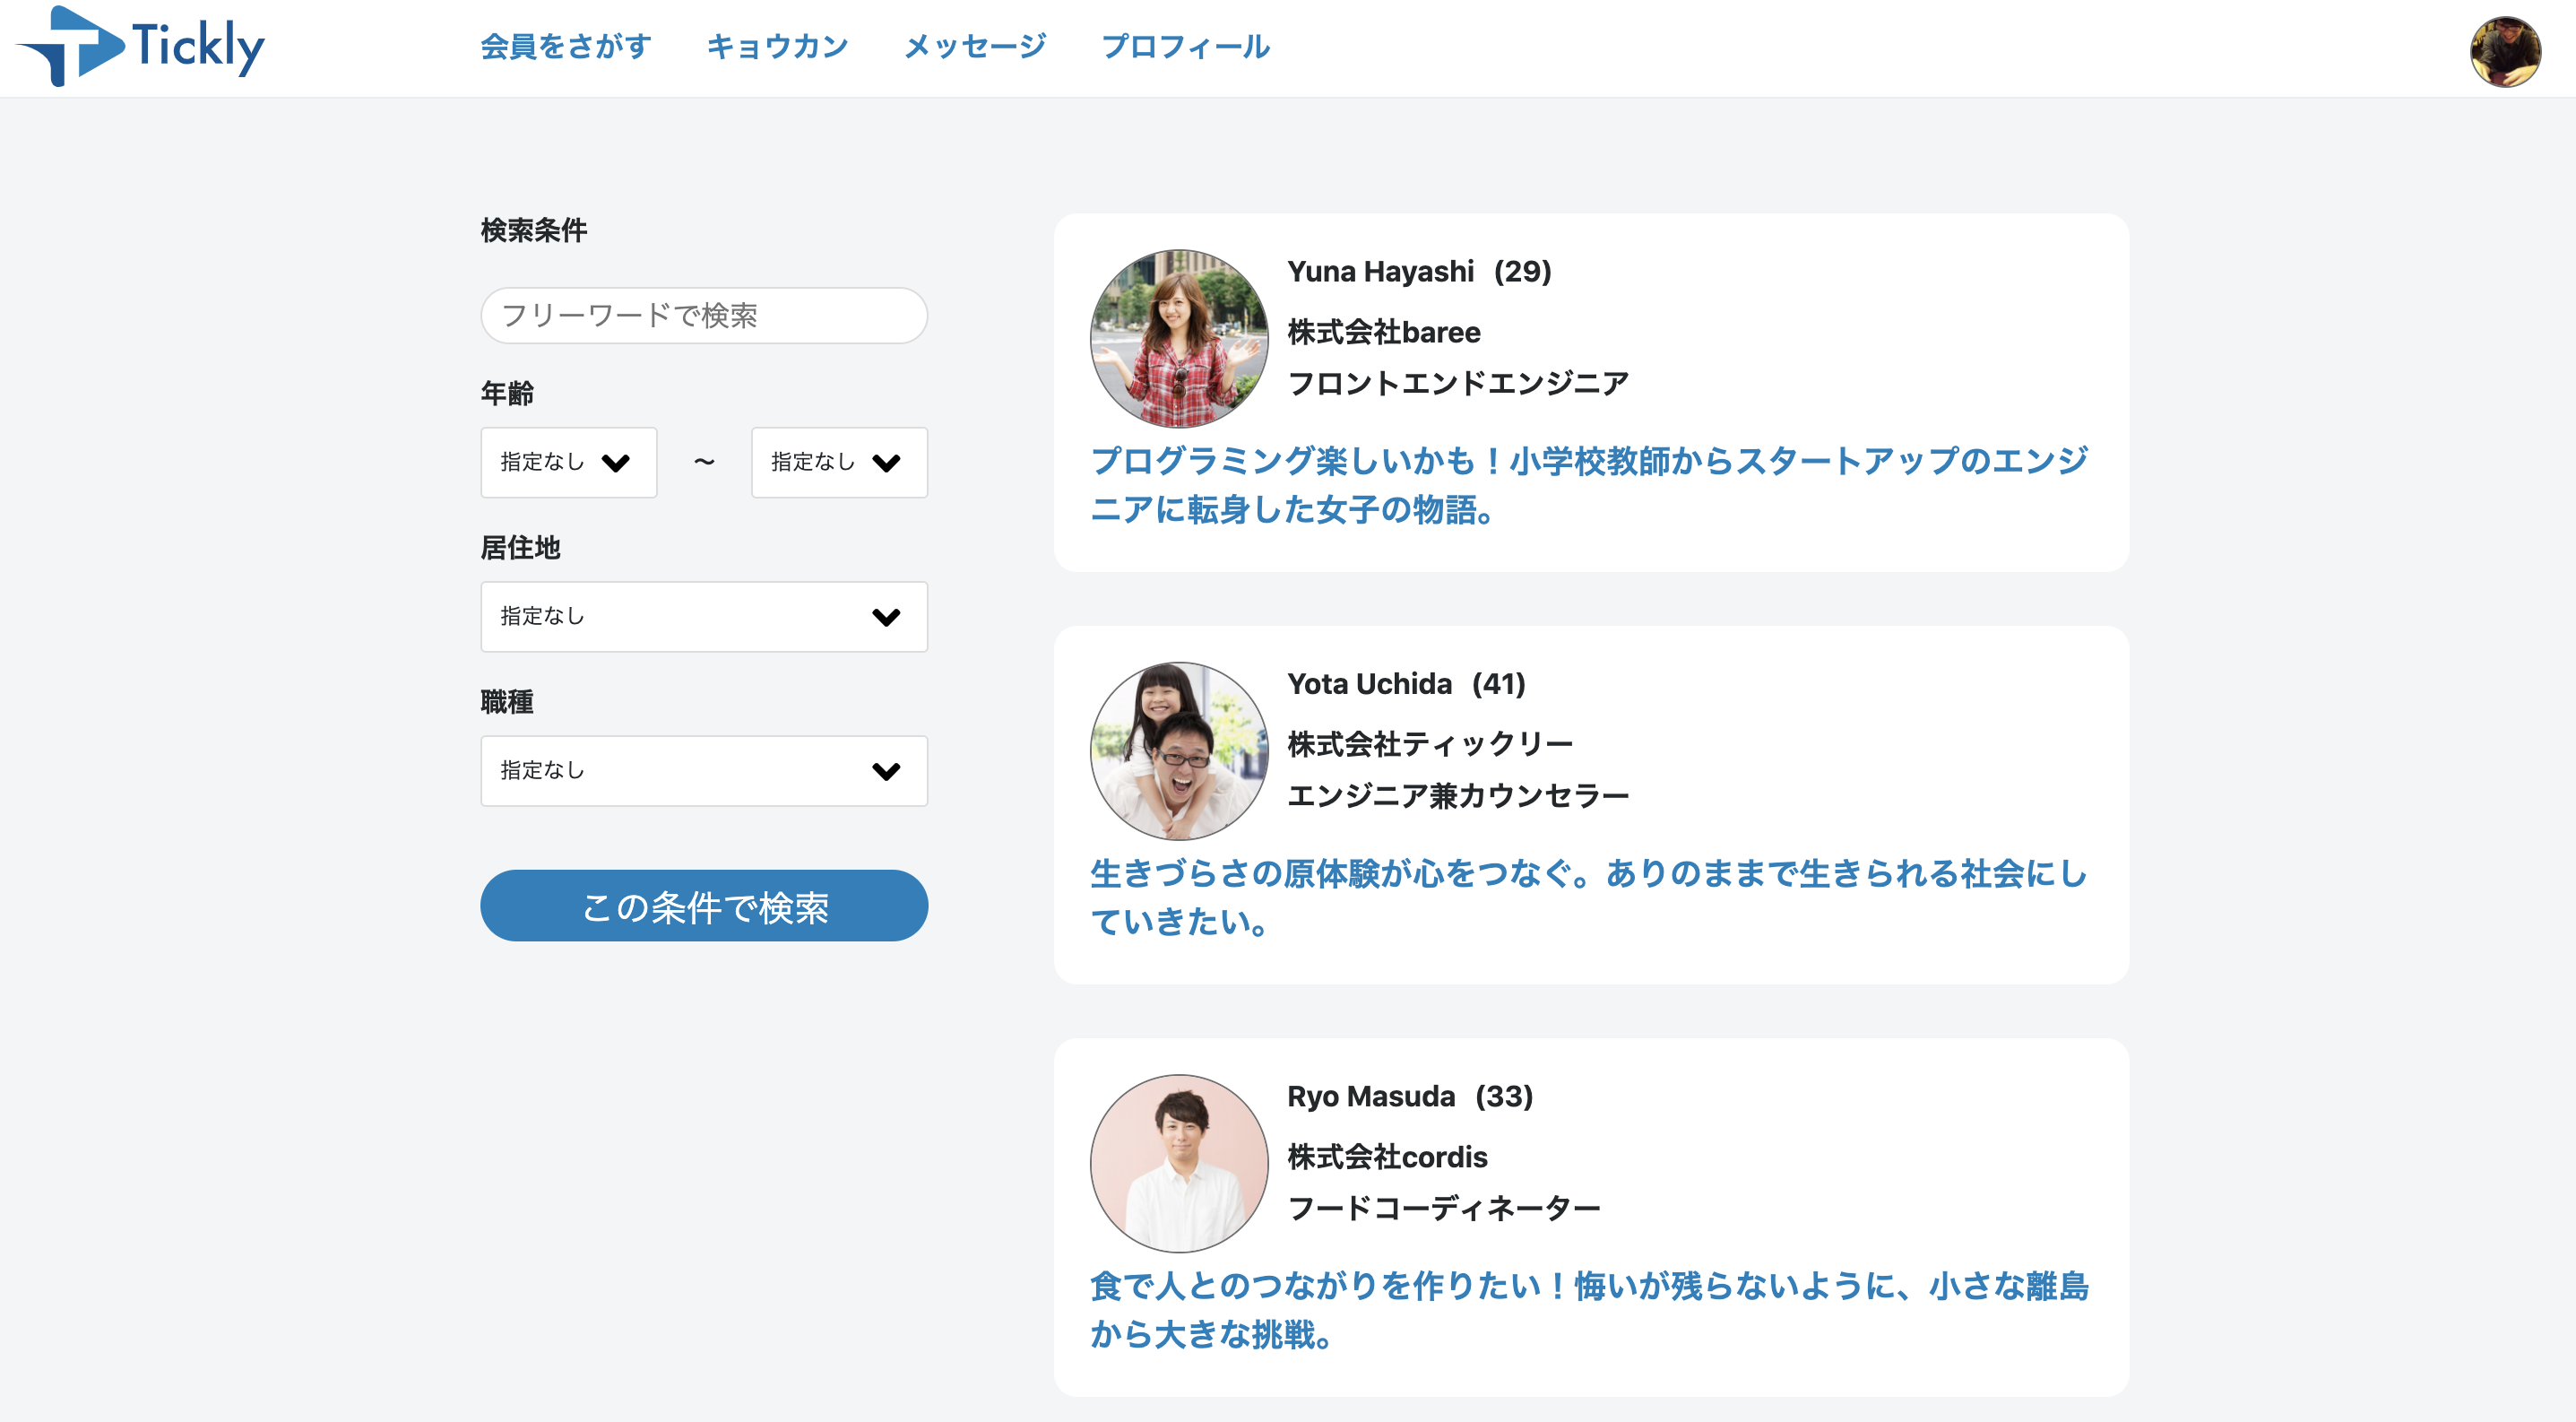 Tickly
会員をさがす キョウカン メッセージ プロフィール
検索条件
フリーワードで検索
年齢
指定なし 〜 指定なし
居住地
指定なし
職種
指定なし
この条件で検索
Yuna Hayashi (29)
株式会社baree
フロントエンドエンジニア
プログラミング楽しいかも！小学校教師からスタートアップのエンジ
ニアに転身した女子の物語。
Yota Uchida (41)
株式会社ティックリー
エンジニア兼カウンセラー
生きづらさの原体験が心をつなぐ。ありのままで生きられる社会にし
ていきたい。
Ryo Masuda (33)
株式会社cordis
フードコーディネーター
食で人とのつながりを作りたい！悔いが残らないように、小さな離島
から大きな挑戦。